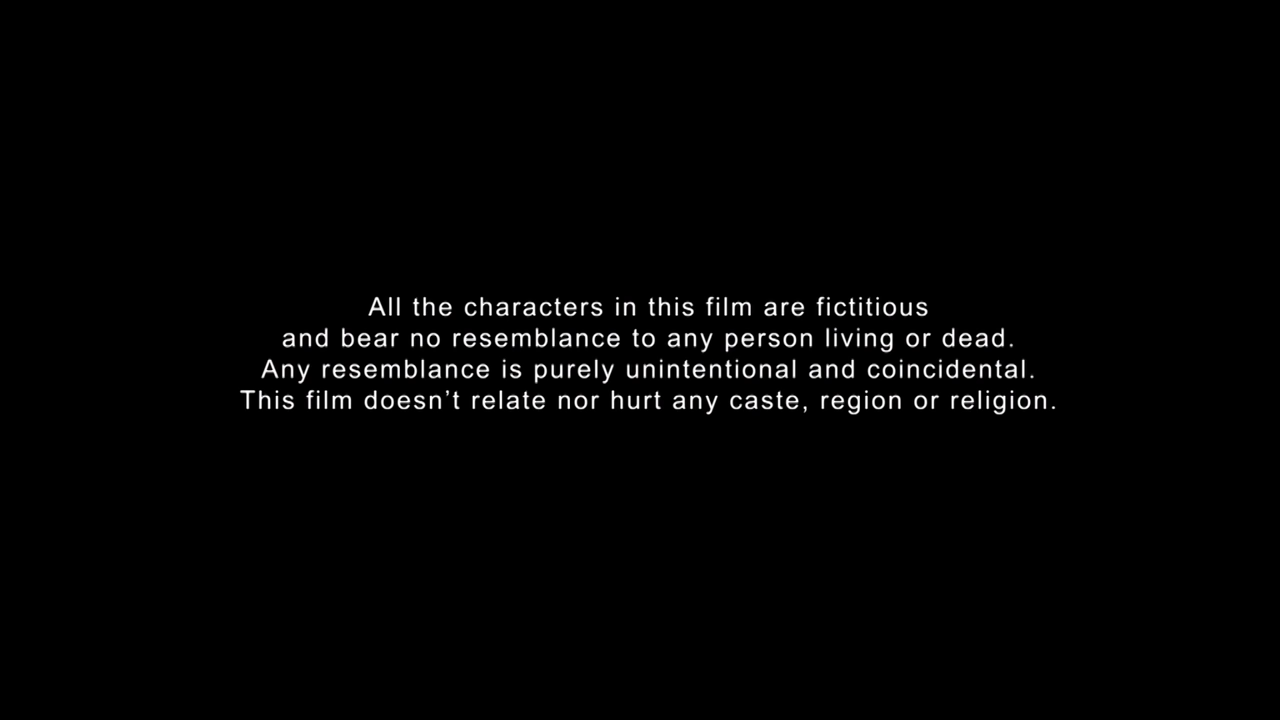 All the characters in this film are fictitious
and bear no resemblance to any person living or dead.
Any resemblance is purely unintentional and coincidental.
This film doesn’t relate nor hurt any caste, region or religion.